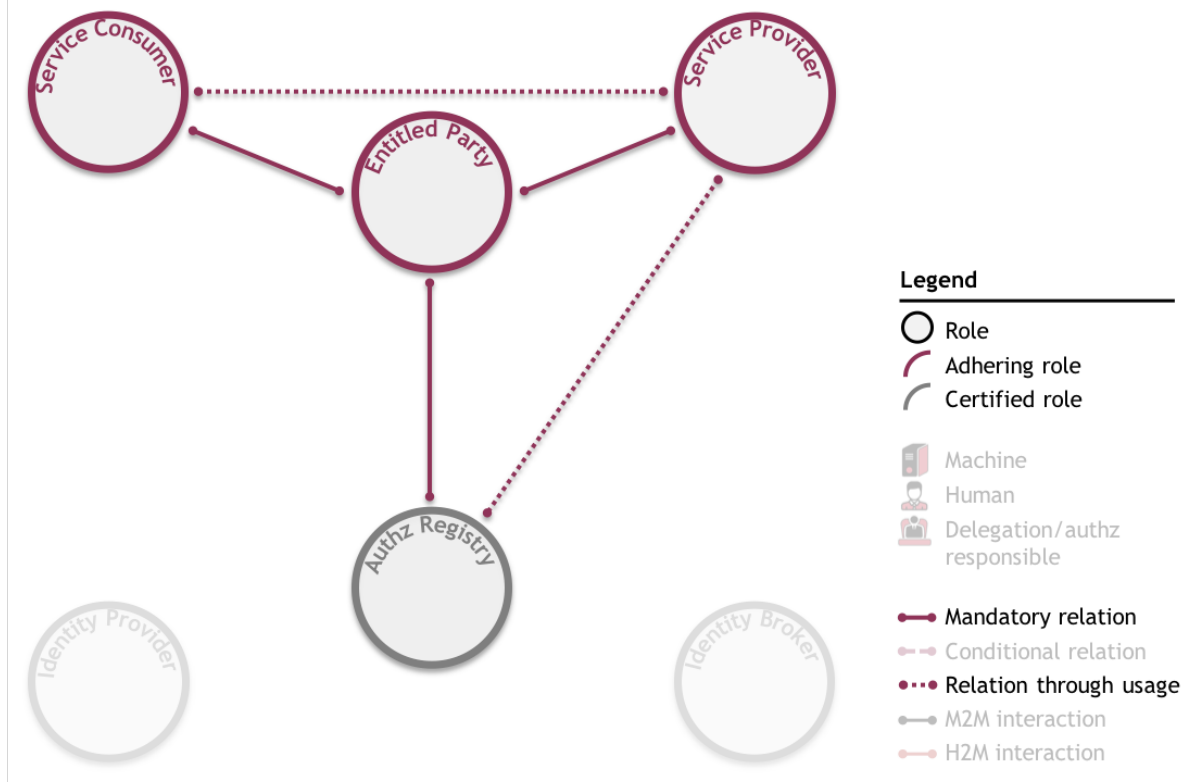 Service Consumer
Service Provider
Entitled Party
Authz Registry
Identity Provider
Identity Broker
Legend
Role
Adhering role
Certified role
Machine
Human
Delegation/authz
responsible
Mandatory relation
Conditional relation
Relation through usage
M2M interaction
H2M interaction